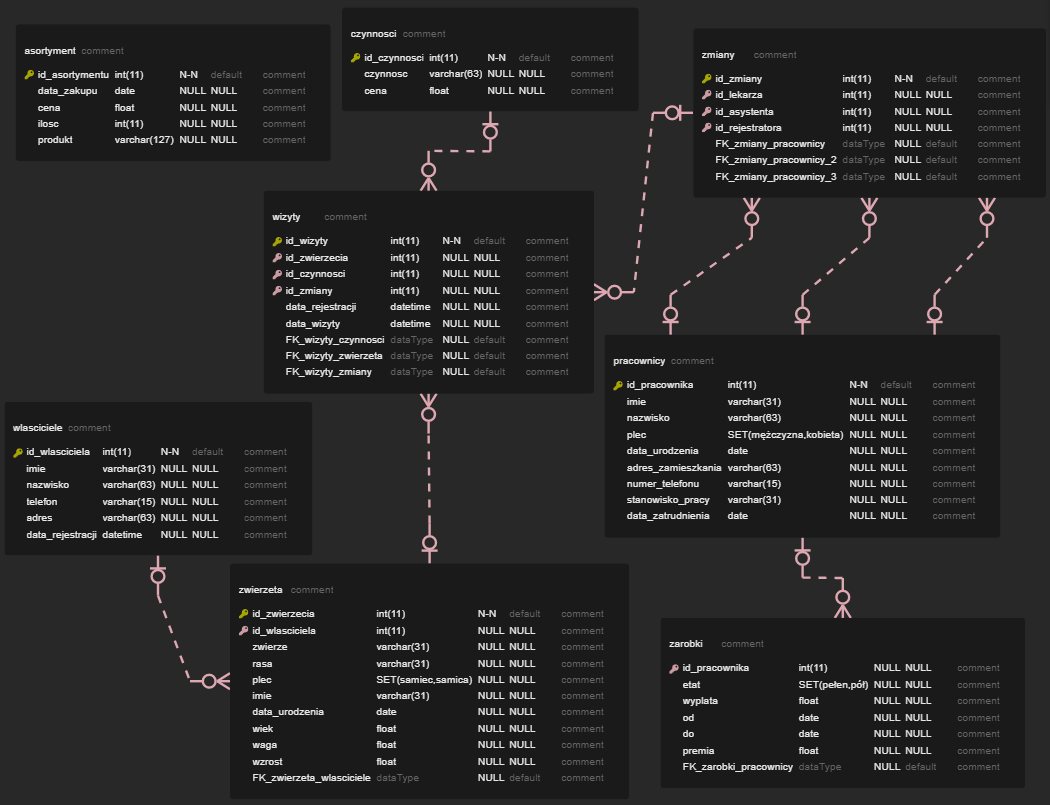 asortyment comment
id_asortymentu int(11) N-N default comment
data_zakupu date NULL NULL comment
cena float NULL NULL comment
ilosc int(11) NULL NULL comment
produkt varchar(127) NULL NULL comment
czynnosci comment
id_czynnosci int(11) N-N default comment
czynnosc varchar(63) NULL NULL comment
cena float NULL NULL comment
zmiany comment
id_zmiany int(11) N-N default comment
id_lekarza int(11) NULL NULL comment
id_asystenta int(11) NULL NULL comment
id_rejestratora int(11) NULL NULL comment
FK_zmiany_pracownicy dataType NULL default comment
FK_zmiany_pracownicy_2 dataType NULL default comment
FK_zmiany_pracownicy_3 dataType NULL default comment
wizyty comment
id_wizyty int(11) N-N default comment
id_zwierzecia int(11) NULL NULL comment
id_czynnosci int(11) NULL NULL comment
id_zmiany int(11) NULL NULL comment
data_rejestracji datetime NULL NULL comment
data_wizyty datetime NULL NULL comment
FK_wizyty_czynnosci dataType NULL default comment
FK_wizyty_zwierzeta dataType NULL default comment
FK_wizyty_zmiany dataType NULL default comment
pracownicy comment
id_pracownika int(11) N-N default comment
imie varchar(31) NULL NULL comment
nazwisko varchar(63) NULL NULL comment
plec SET(mężczyzna,kobieta) NULL NULL comment
data_urodzenia date NULL NULL comment
adres_zamieszkania varchar(63) NULL NULL comment
numer_telefonu varchar(15) NULL NULL comment
stanowisko_pracy varchar(31) NULL NULL comment
data_zatrudnienia date NULL NULL comment
wlasciciele comment
id_wlasciciela int(11) N-N default comment
imie varchar(31) NULL NULL comment
nazwisko varchar(63) NULL NULL comment
telefon varchar(15) NULL NULL comment
adres varchar(63) NULL NULL comment
data_rejestracji datetime NULL NULL comment
zwierzeta comment
id_zwierzecia int(11) N-N default comment
id_wlasciciela int(11) NULL NULL comment
zwierze varchar(31) NULL NULL comment
rasa varchar(31) NULL NULL comment
plec SET(samiec,samica) NULL NULL comment
imie varchar(31) NULL NULL comment
data_urodzenia date NULL NULL comment
wiek float NULL NULL comment
waga float NULL NULL comment
wzrost float NULL NULL comment
FK_zwierzeta_wlasciciele dataType NULL default comment
zarobki comment
id_pracownika int(11) NULL NULL comment
etat SET(pełen,pół) NULL NULL comment
wyplata float NULL NULL comment
od date NULL NULL comment
do date NULL NULL comment
premia float NULL NULL comment
FK_zarobki_pracownicy dataType NULL default comment